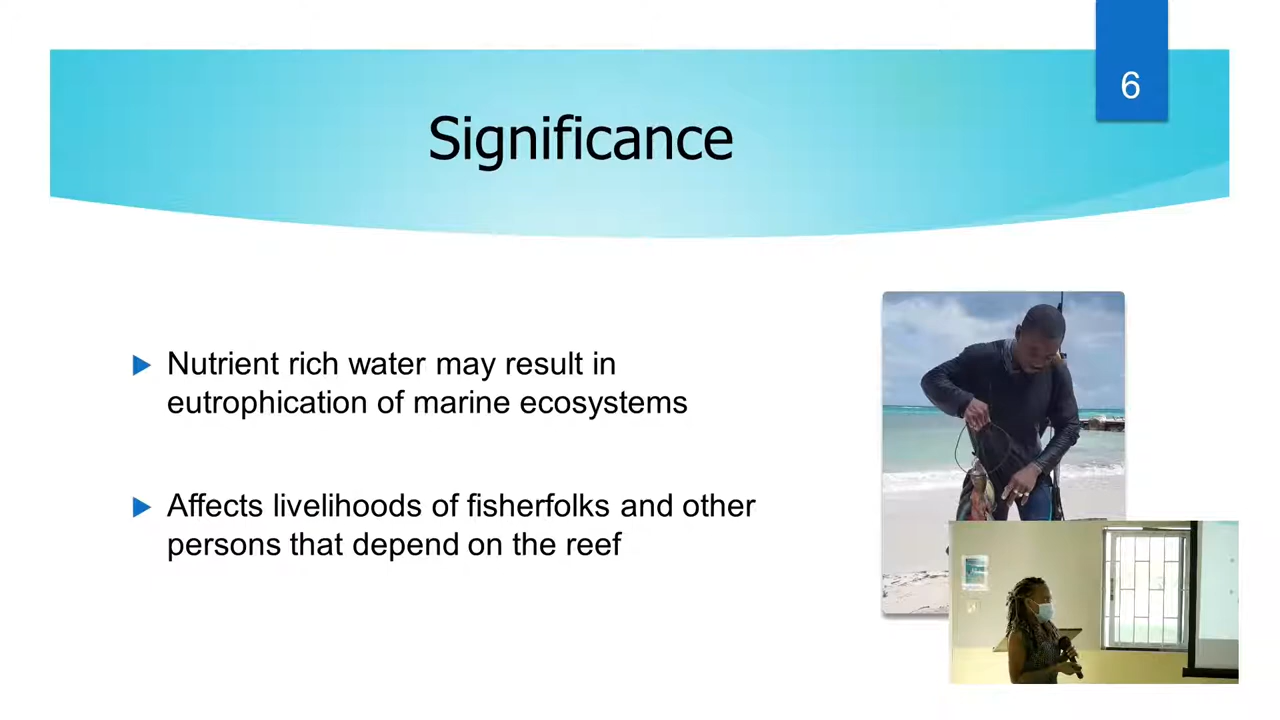 6
Significance
Nutrient rich water may result in
eutrophication of marine ecosystems
Affects livelihoods of fisherfolks and other
persons that depend on the reef